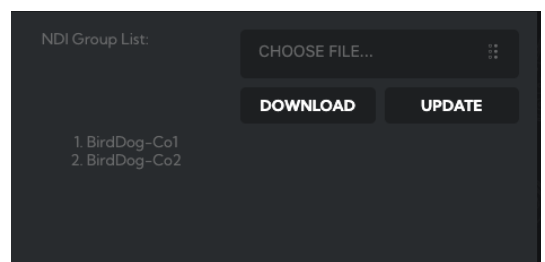 NDI Group List:
CHOOSE FILE...
DOWNLOAD UPDATE
1. BirdDog-Co1
2. BirdDog-Co2